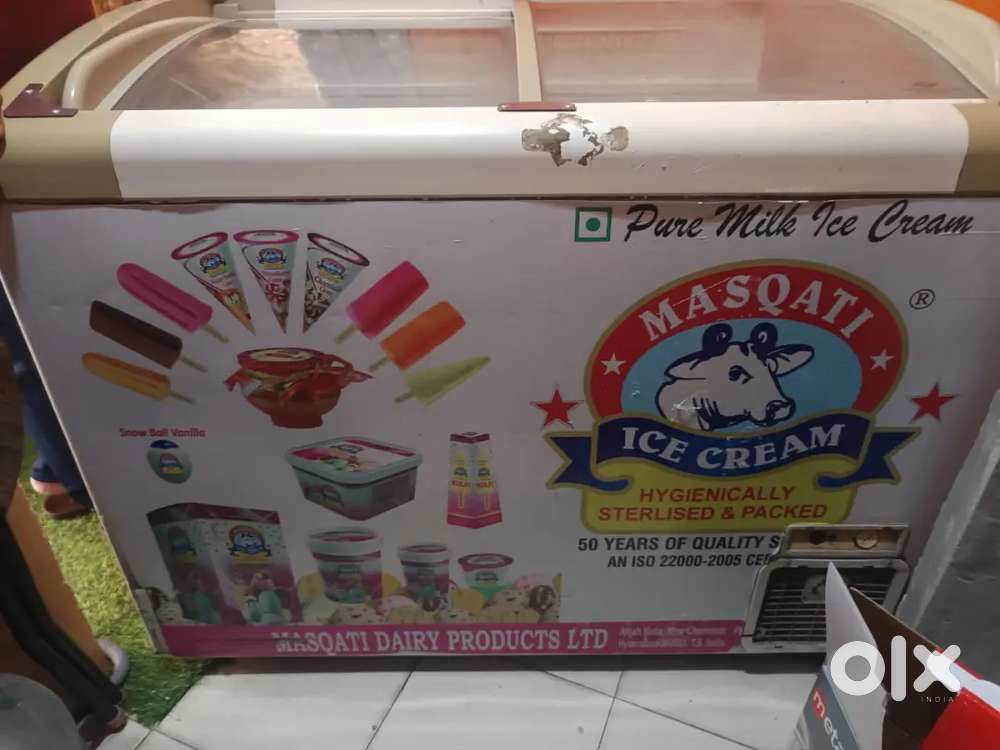 Pure Milk Ice Cream
MASQATI
®
ICE CREAM
HYGIENICALLY
STERLISED & PACKED
50 YEARS OF QUALITY
AN ISO 22000-2005
Snow Ball Vanilla
MASQATI DAIRY PRODUCTS LTD
olx
INDIA